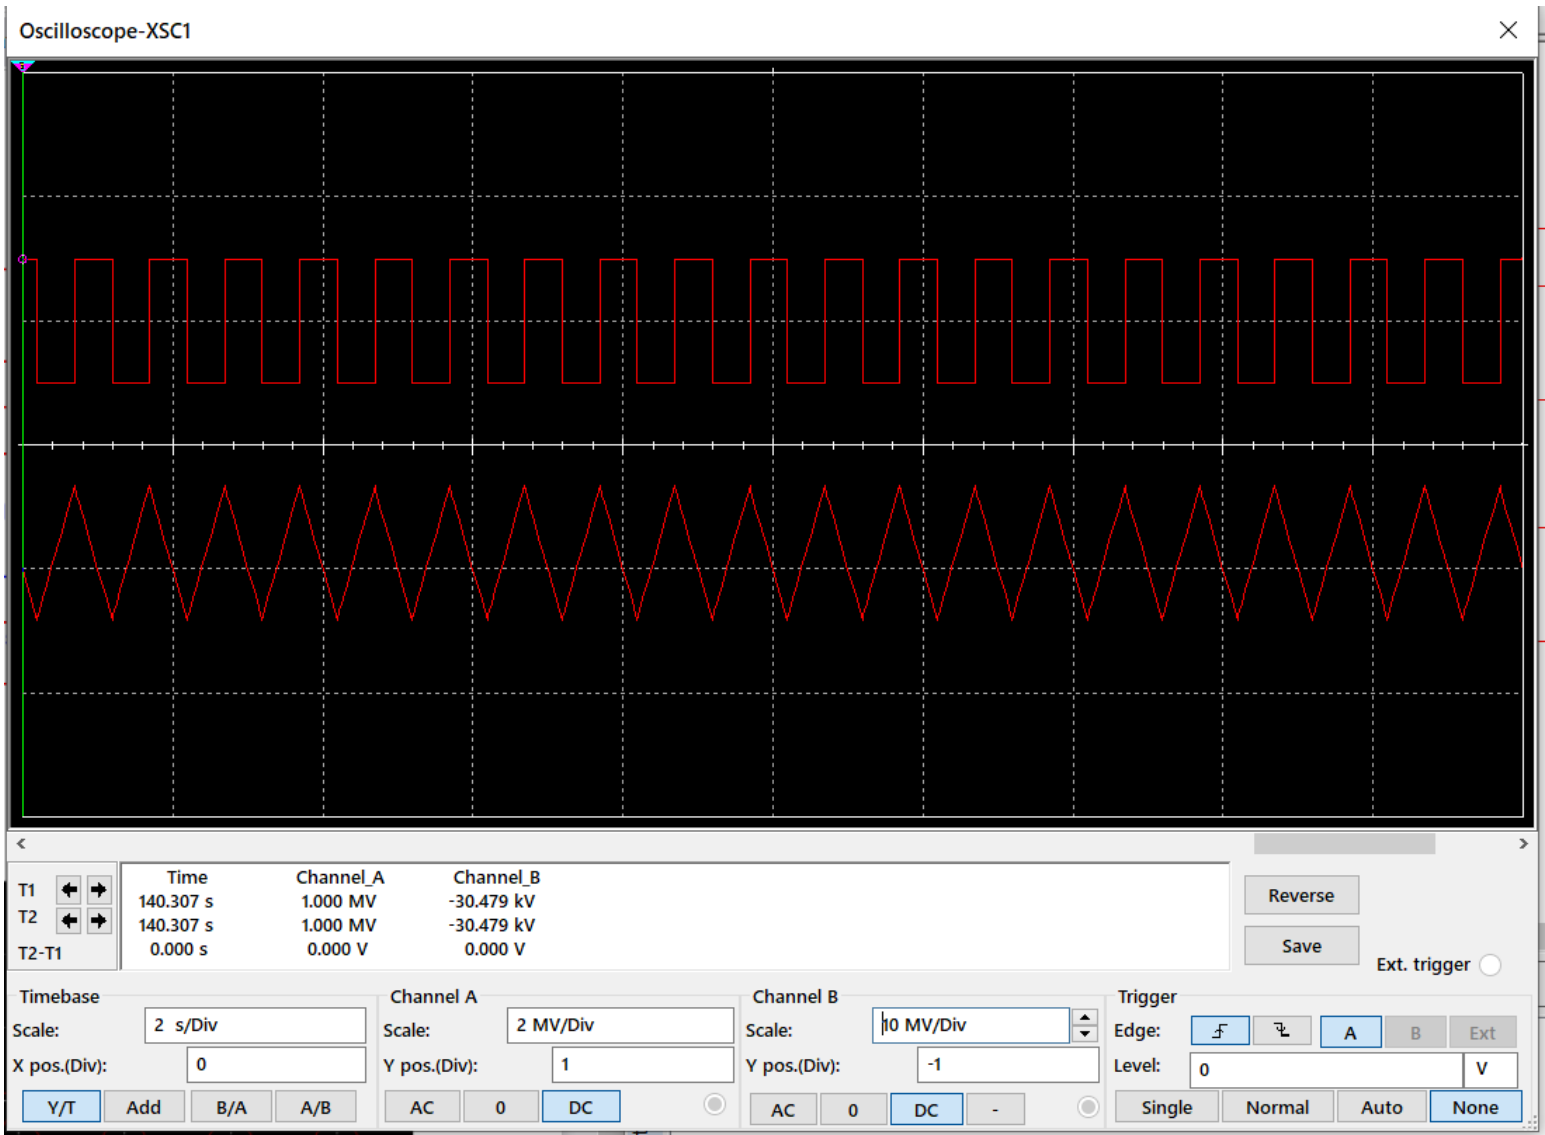 Oscilloscope-XSC1
T1
T2
T2-T1
Time Channel_A Channel_B
140.307 s 1.000 MV -30.479 kV
140.307 s 1.000 MV -30.479 kV
0.000 s 0.000 V 0.000 V
Reverse
Save
Ext. trigger
Timebase
Scale: 2 s/Div
X pos.(Div): 0
Y/T Add B/A A/B
Channel A
Scale: 2 MV/Div
Y pos.(Div): 1
AC 0 DC
Channel B
Scale: 10 MV/Div
Y pos.(Div): -1
AC 0 DC -
Trigger
Edge: A B Ext
Level: 0 V
Single Normal Auto None